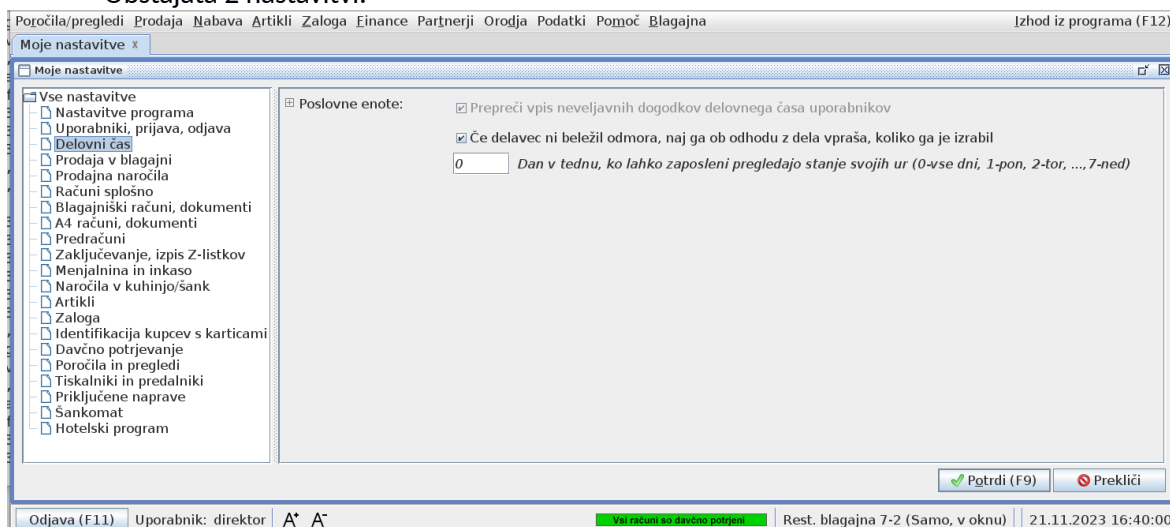 Obstajata 2 nastavitvi:
Poročila/pregledi Prodaja Nabava Artikli Zaloga Finance Partnerji Orodja Podatki Pomoč Blagajna Izhod iz programa (F12)
Moje nastavitve x
Moje nastavitve
Vse nastavitve
Nastavitve programa
Uporabniki, prijava, odjava
Delovni čas
Prodaja v blagajni
Prodajna naročila
Računi splošno
Blagajniški računi, dokumenti
A4 računi, dokumenti
Predračuni
Zaključevanje, izpis Z-listkov
Menjalnina in inkaso
Naročila v kuhinjo/šank
Artikli
Zaloga
Identifikacija kupcev s karticami
Davčno potrjevanje
Poročila in pregledi
Tiskalniki in predalniki
Priključene naprave
Šankomat
Hotelski program
Poslovne enote:
Prepreči vpis neveljavnih dogodkov delovnega časa uporabnikov
Če delavec ni beležil odmora, naj ga ob odhodu z dela vpraša, koliko ga je izrabil
0 Dan v tednu, ko lahko zaposleni pregledajo stanje svojih ur (0-vse dni, 1-pon, 2-tor, ...,7-ned)
Potrdi (F9) Prekliči
Odjava (F11) Uporabnik: direktor A+ A- Vsi računi so davčno potrjeni Rest. blagajna 7-2 (Samo, v oknu) 21.11.2023 16:40:00